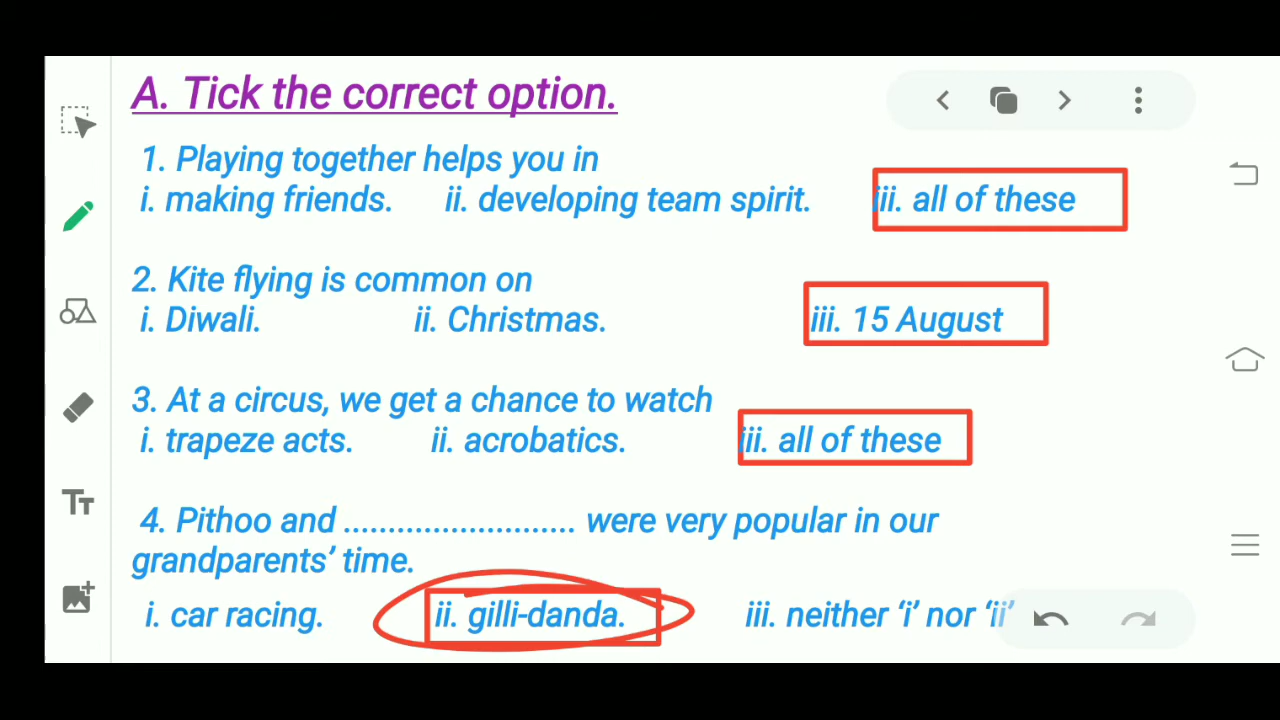 A. Tick the correct option.
1. Playing together helps you in
i. making friends. ii. developing team spirit. iii. all of these
2. Kite flying is common on
i. Diwali. ii. Christmas. iii. 15 August
3. At a circus, we get a chance to watch
i. trapeze acts. ii. acrobatics. iii. all of these
4. Pithoo and .......................... were very popular in our
grandparents’ time.
i. car racing. ii. gilli-danda. iii. neither ‘i’ nor ‘ii’
TT